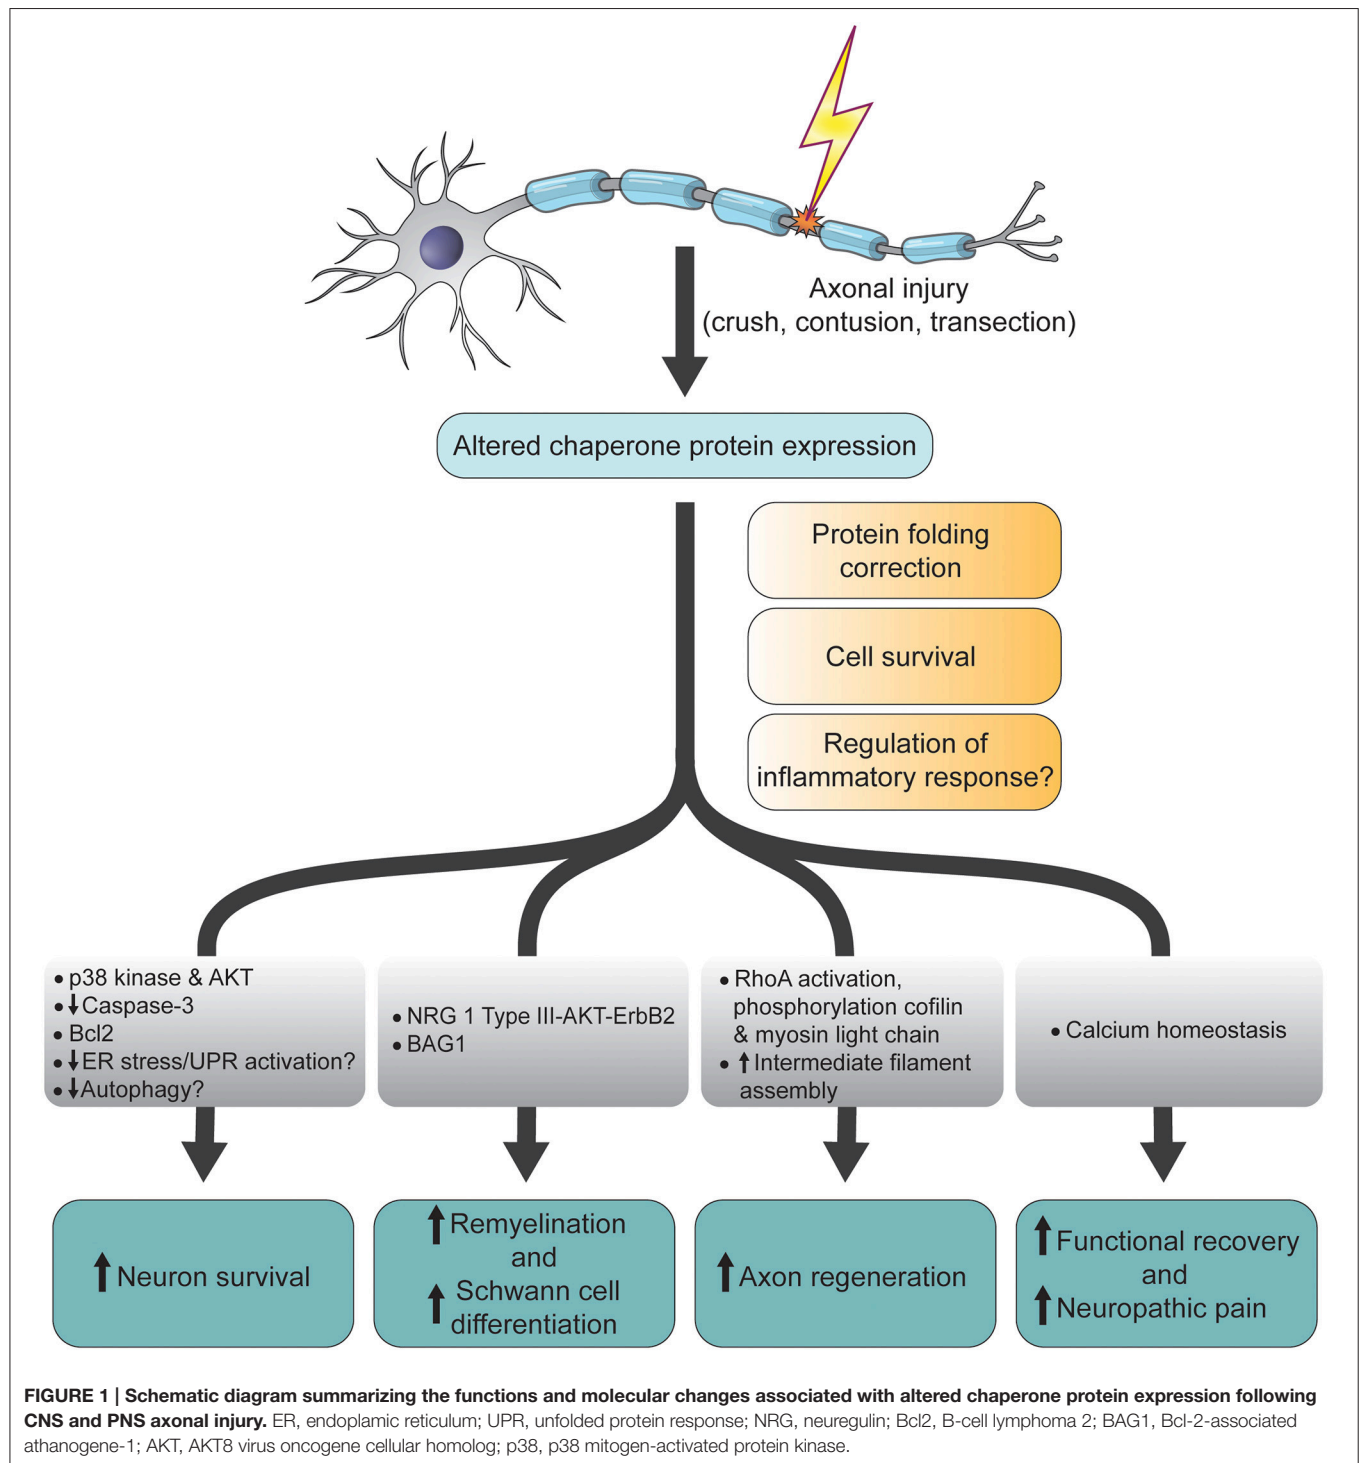 Axonal injury
(crush, contusion, transection)
Altered chaperone protein expression
Protein folding
correction
Cell survival
Regulation of
inflammatory response?
• p38 kinase & AKT
• ↓Caspase-3
• Bcl2
• ↓ER stress/UPR activation?
• ↓Autophagy?
• NRG 1 Type III-AKT-ErbB2
• BAG1
• RhoA activation,
phosphorylation cofilin
& myosin light chain
• ↑Intermediate filament
assembly
• Calcium homeostasis
↑Neuron survival
↑Remyelination
and
↑Schwann cell
differentiation
↑Axon regeneration
↑Functional recovery
and
↑Neuropathic pain
FIGURE 1 | Schematic diagram summarizing the functions and molecular changes associated with altered chaperone protein expression following
CNS and PNS axonal injury. ER, endoplamic reticulum; UPR, unfolded protein response; NRG, neuregulin; Bcl2, B-cell lymphoma 2; BAG1, Bcl-2-associated
athanogene-1; AKT, AKT8 virus oncogene cellular homolog; p38, p38 mitogen-activated protein kinase.